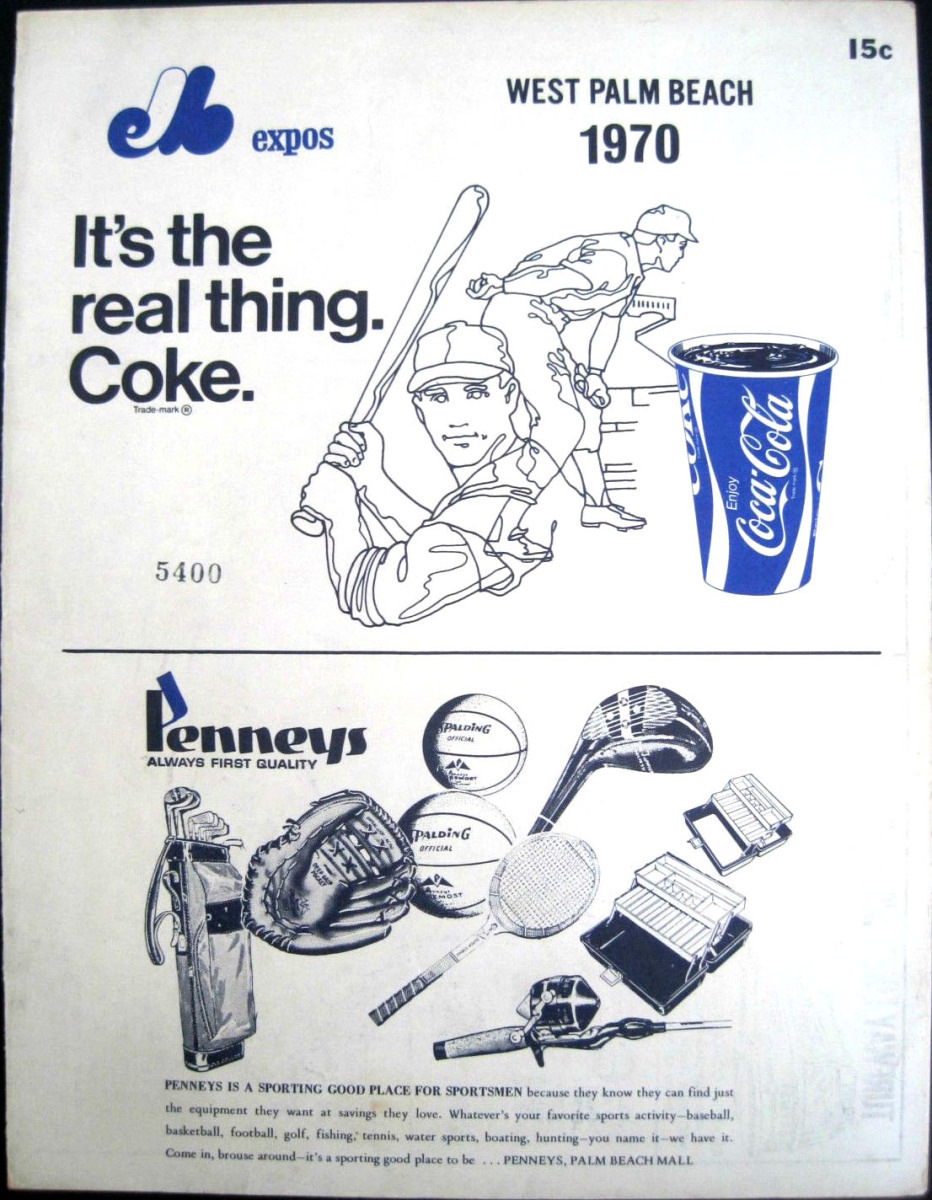 15c
WEST PALM BEACH
1970
expos
It's the
real thing.
Coke.
Trade-mark ®
Enjoy
Coca-Cola
Trade-mark ®
5400
Penneys
ALWAYS FIRST QUALITY
SPALDING
OFFICIAL
SPALDING
OFFICIAL
PENNEYS IS A SPORTING GOOD PLACE FOR SPORTSMEN because they know they can find just
the equipment they want at savings they love. Whatever's your favorite sports activity—baseball,
basketball, football, golf, fishing, tennis, water sports, boating, hunting—you name it—we have it.
Come in, brouse around—it's a sporting good place to be ... PENNEYS, PALM BEACH MALL